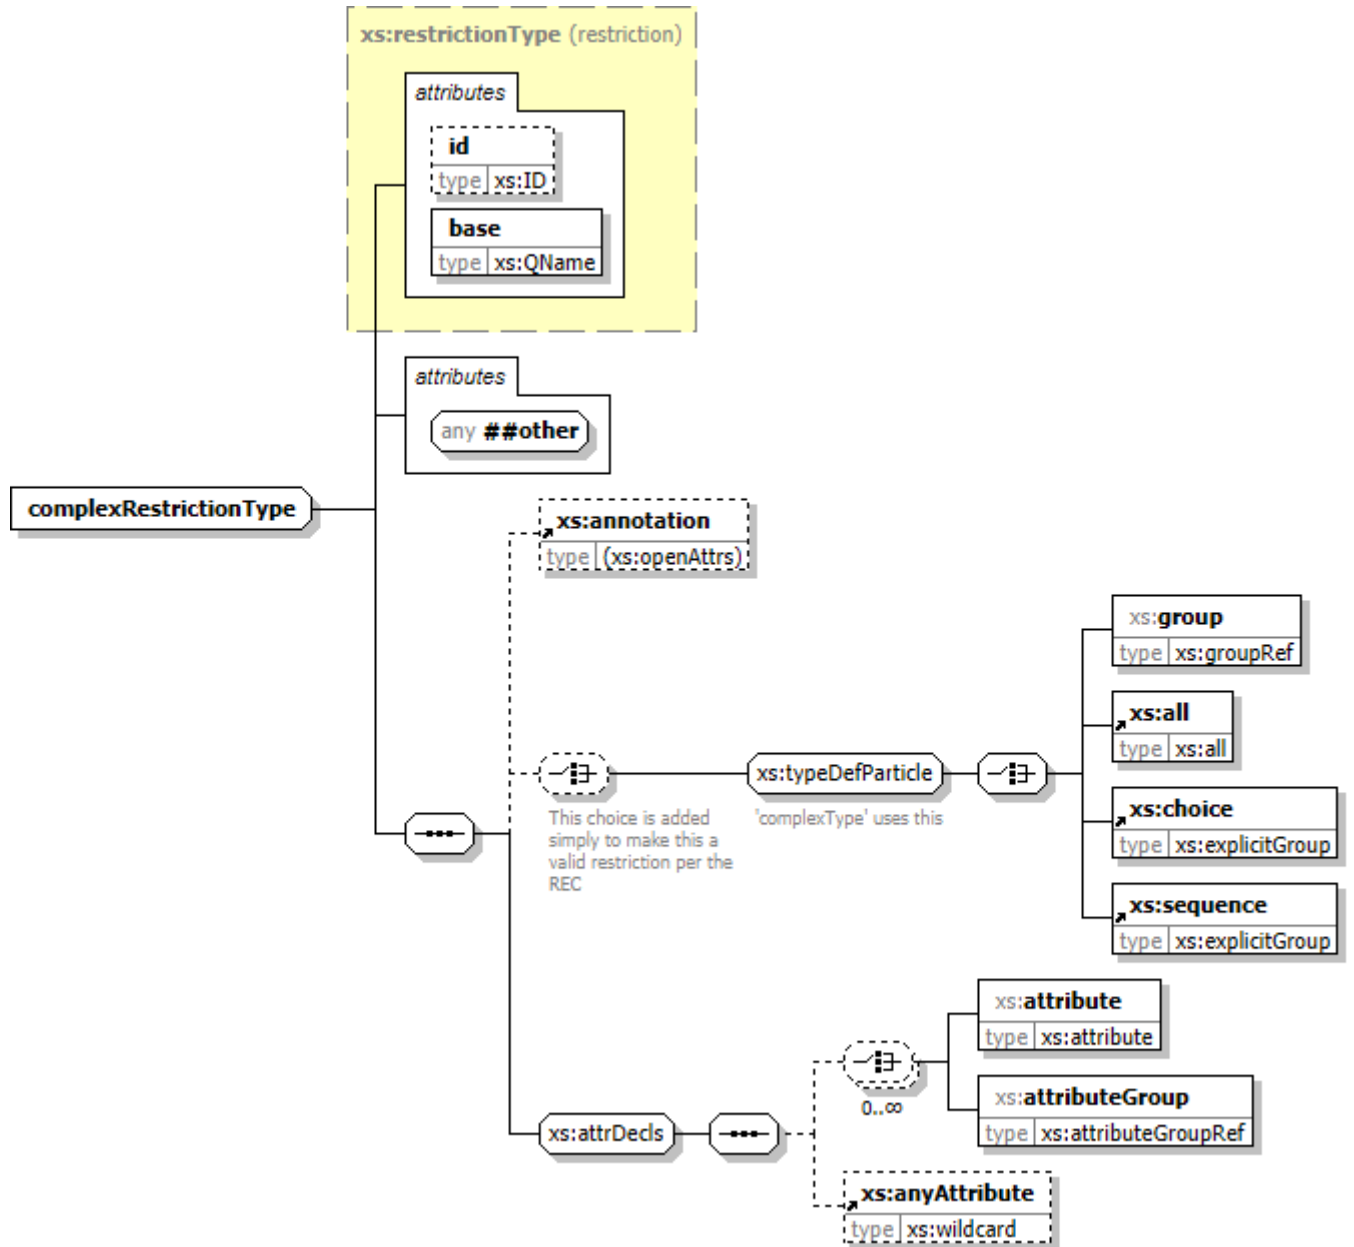 xs:restrictionType (restriction)
attributes
id
type xs:ID
base
type xs:QName
attributes
any ##other
complexRestrictionType
xs:annotation
type (xs:openAttrs)
xs:group
type xs:groupRef
xs:all
type xs:all
xs:typeDefParticle
This choice is added
simply to make this a
valid restriction per the
REC
'complexType' uses this
xs:choice
type xs:explicitGroup
xs:sequence
type xs:explicitGroup
xs:attribute
type xs:attribute
0..∞
xs:attributeGroup
type xs:attributeGroupRef
xs:attrDecls
xs:anyAttribute
type xs:wildcard